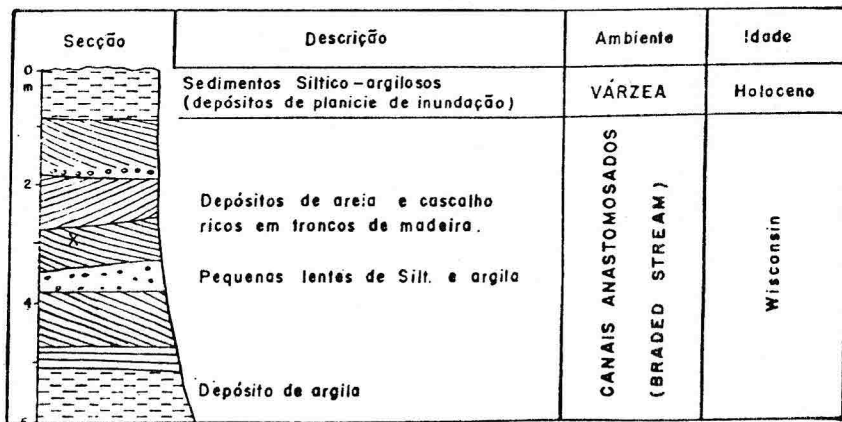 Secção
Descrição
Ambiente
Idade
0
m
Sedimentos Siltico-argilosos
(depósitos de planicie de inundação)
VÁRZEA
Holoceno
2
Depósitos de areia e cascalho
ricos em troncos de madeira.
X
Pequenas lentes de Silt. e argila
4
CANAIS ANASTOMOSADOS
(BRADED STREAM)
Wisconsin
Depósito de argila